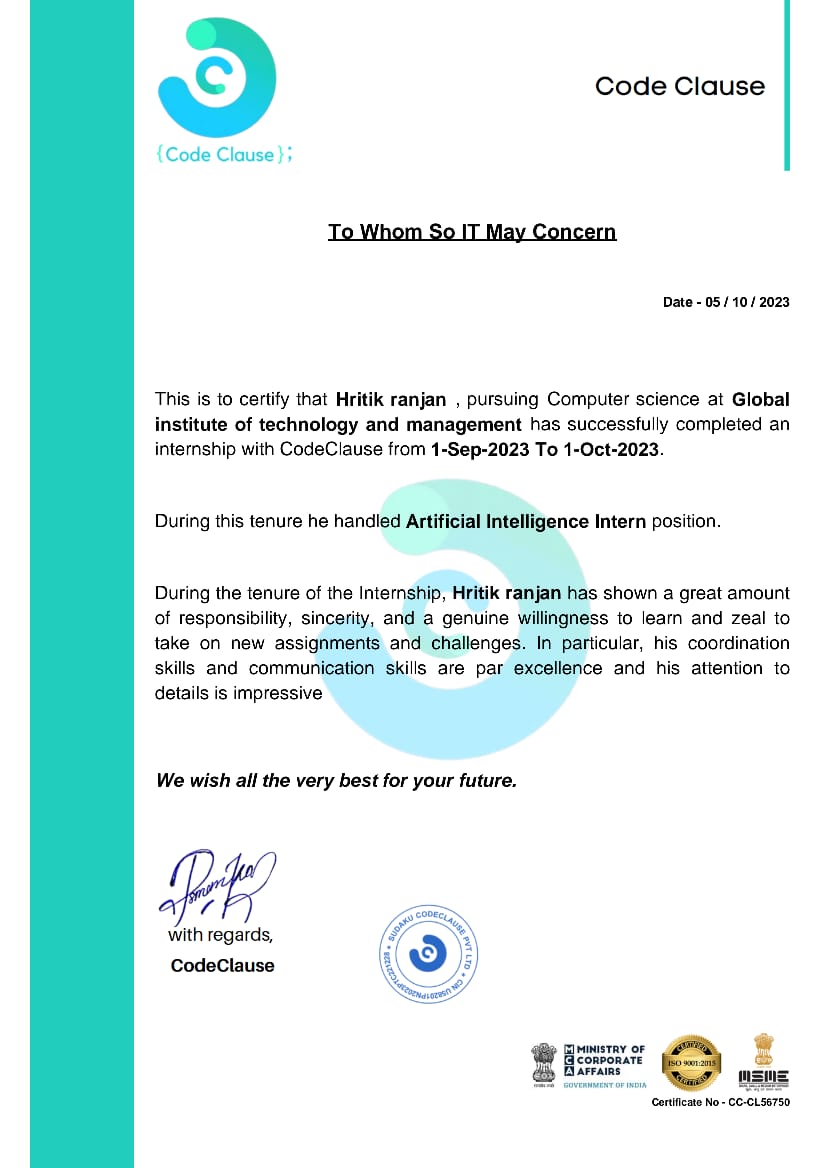 {Code Clause};
Code Clause
To Whom So IT May Concern
Date - 05 / 10 / 2023
This is to certify that Hritik ranjan , pursuing Computer science at Global
institute of technology and management has successfully completed an
internship with CodeClause from 1-Sep-2023 To 1-Oct-2023.
During this tenure he handled Artificial Intelligence Intern position.
During the tenure of the Internship, Hritik ranjan has shown a great amount
of responsibility, sincerity, and a genuine willingness to learn and zeal to
take on new assignments and challenges. In particular, his coordination
skills and communication skills are par excellence and his attention to
details is impressive
We wish all the very best for your future.
with regards,
CodeClause
SUDAKU CODECLAUSE PVT LTD
MINISTRY OF
CORPORATE
AFFAIRS
GOVERNMENT OF INDIA
CERTIFIED
ISO 9001:2015
CERTIFIED
MSME
Certificate No - CC-CL56750